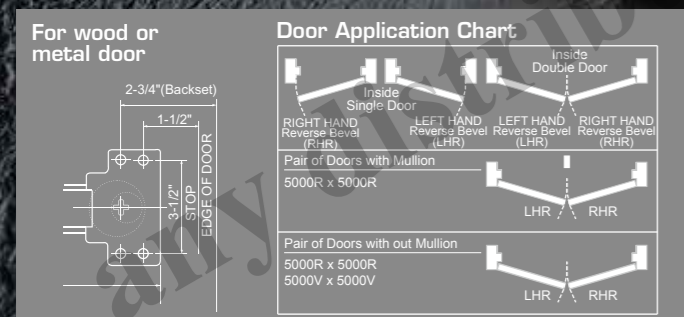 For wood or
metal door
2-3/4"(Backset)
1-1/2"
3-1/2"
STOP
EDGE OF DOOR
Door Application Chart
Inside
Single Door
Inside
Double Door
RIGHT HAND
Reverse Bevel
(RHR)
LEFT HAND
Reverse Bevel
(LHR)
LEFT HAND
Reverse Bevel
(LHR)
RIGHT HAND
Reverse Bevel
(RHR)
Pair of Doors with Mullion
5000R x 5000R
LHR
RHR
Pair of Doors with out Mullion
5000R x 5000R
5000V x 5000V
LHR
RHR
any distrib